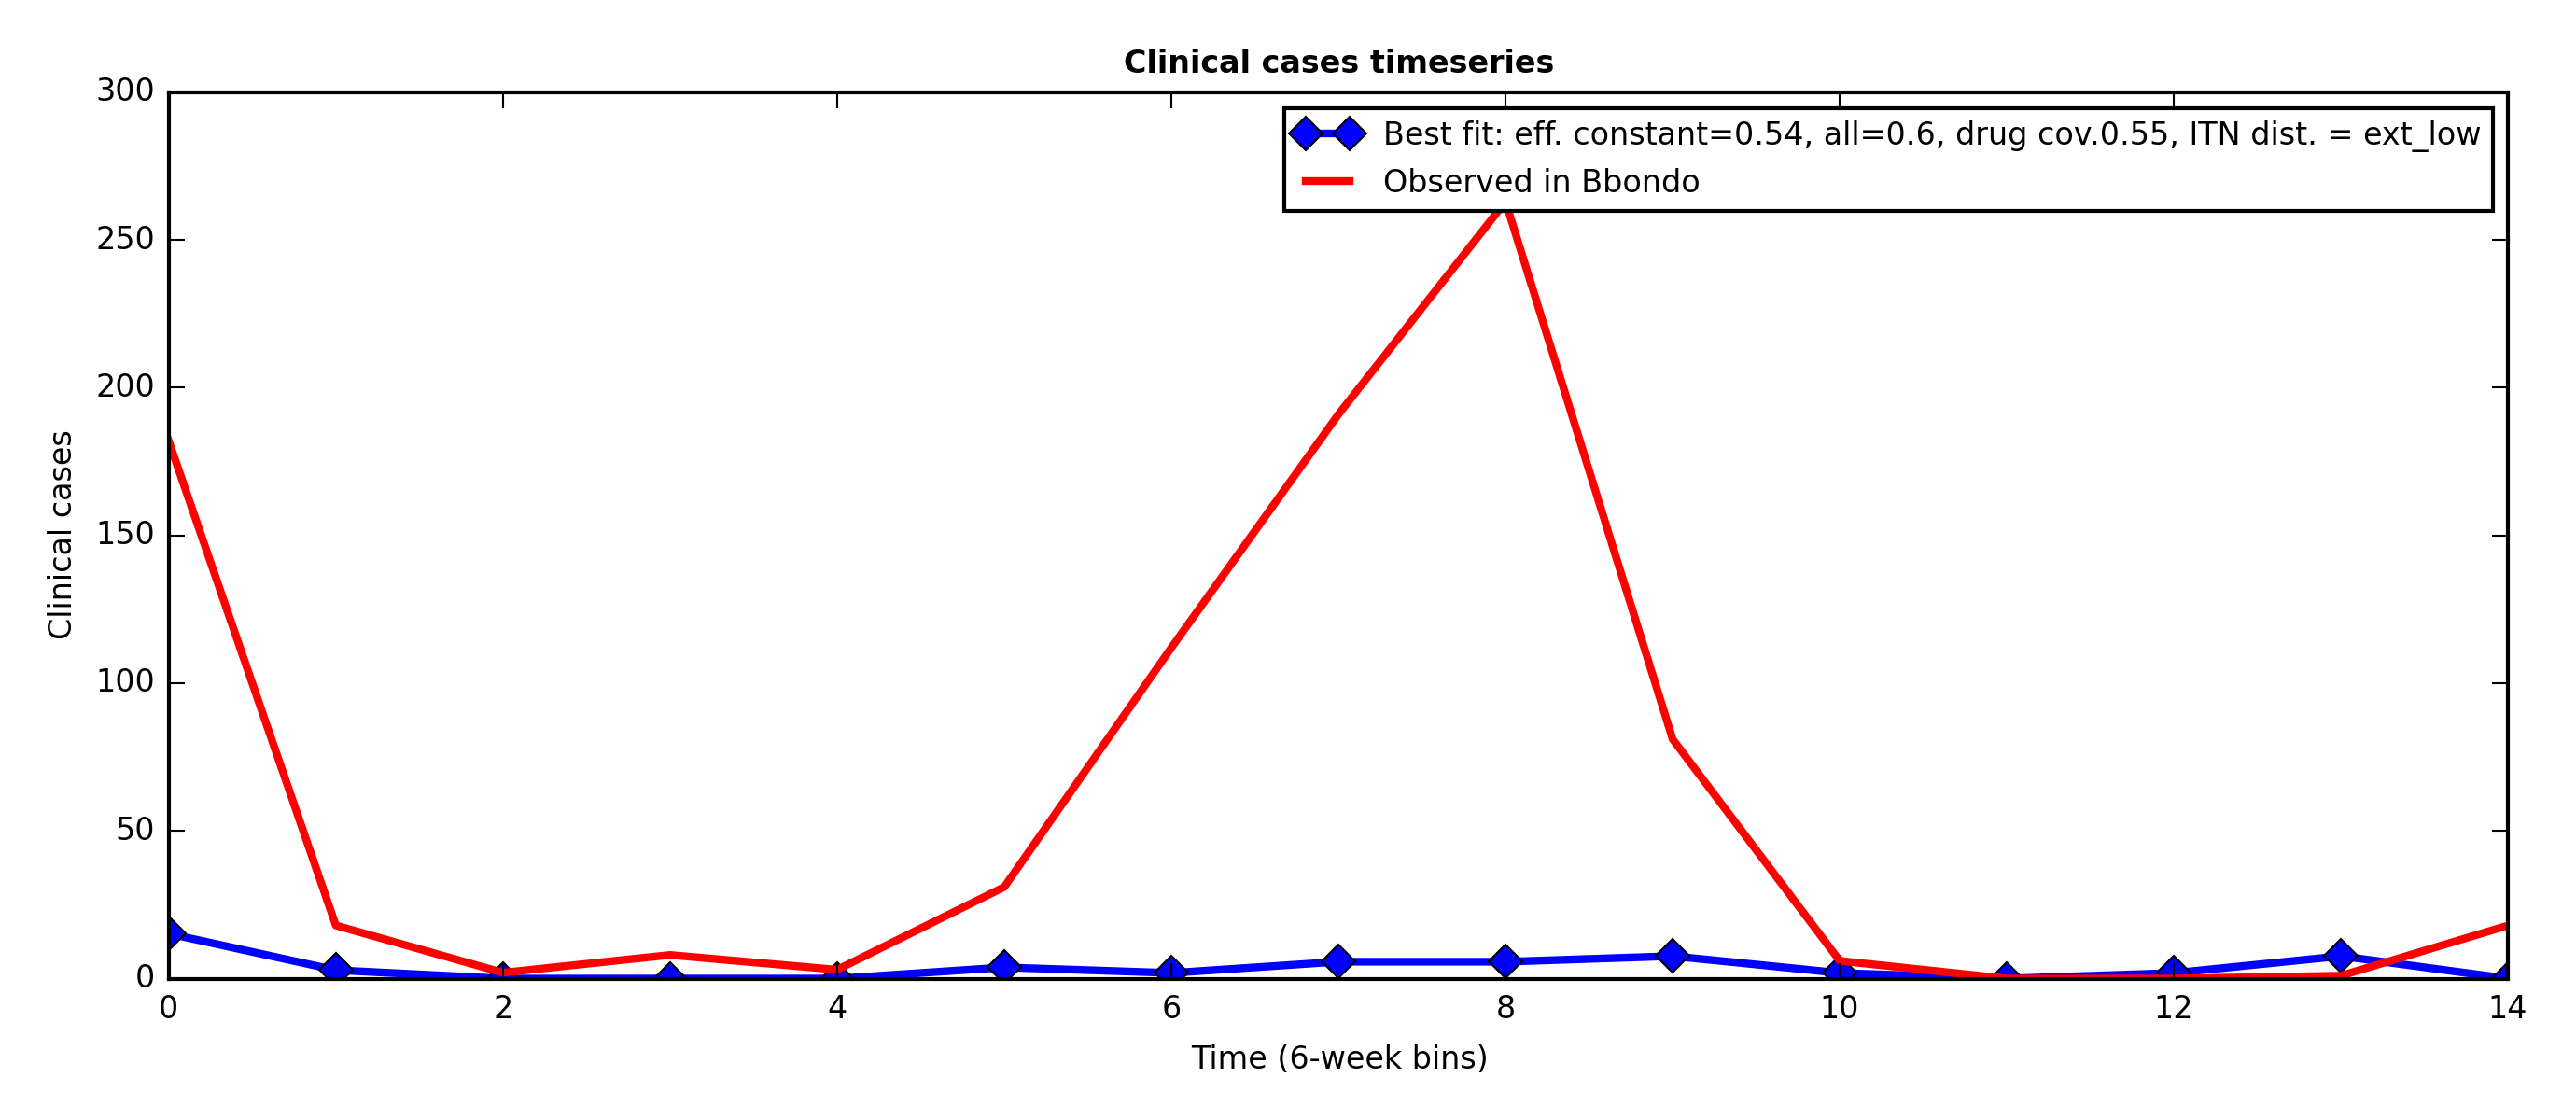 Clinical cases timeseries
300
250
200
150
100
50
0
Clinical cases
Best fit: eff. constant=0.54, all=0.6, drug cov.0.55, ITN dist. = ext_low
Observed in Bbondo
0 2 4 6 8 10 12 14
Time (6-week bins)